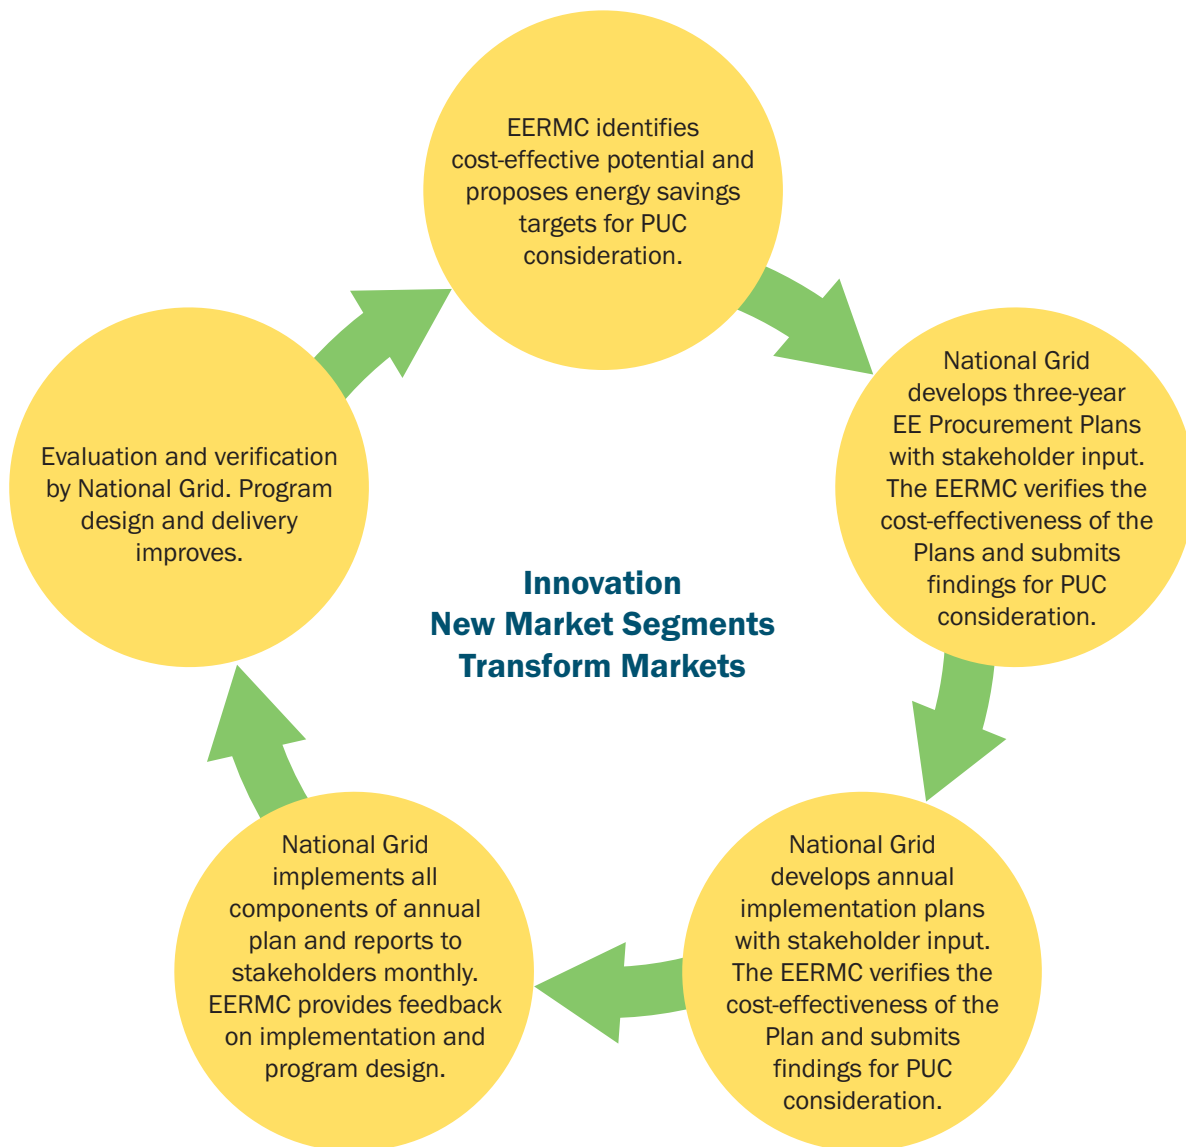 EERMC identifies
cost-effective potential and
proposes energy savings
targets for PUC
consideration.
National Grid
develops three-year
EE Procurement Plans
with stakeholder input.
The EERMC verifies the
cost-effectiveness of the
Plans and submits
findings for PUC
consideration.
National Grid
develops annual
implementation plans
with stakeholder input.
The EERMC verifies the
cost-effectiveness of the
Plan and submits
findings for PUC
consideration.
National Grid
implements all
components of annual
plan and reports to
stakeholders monthly.
EERMC provides feedback
on implementation and
program design.
Evaluation and verification
by National Grid. Program
design and delivery
improves.
Innovation
New Market Segments
Transform Markets